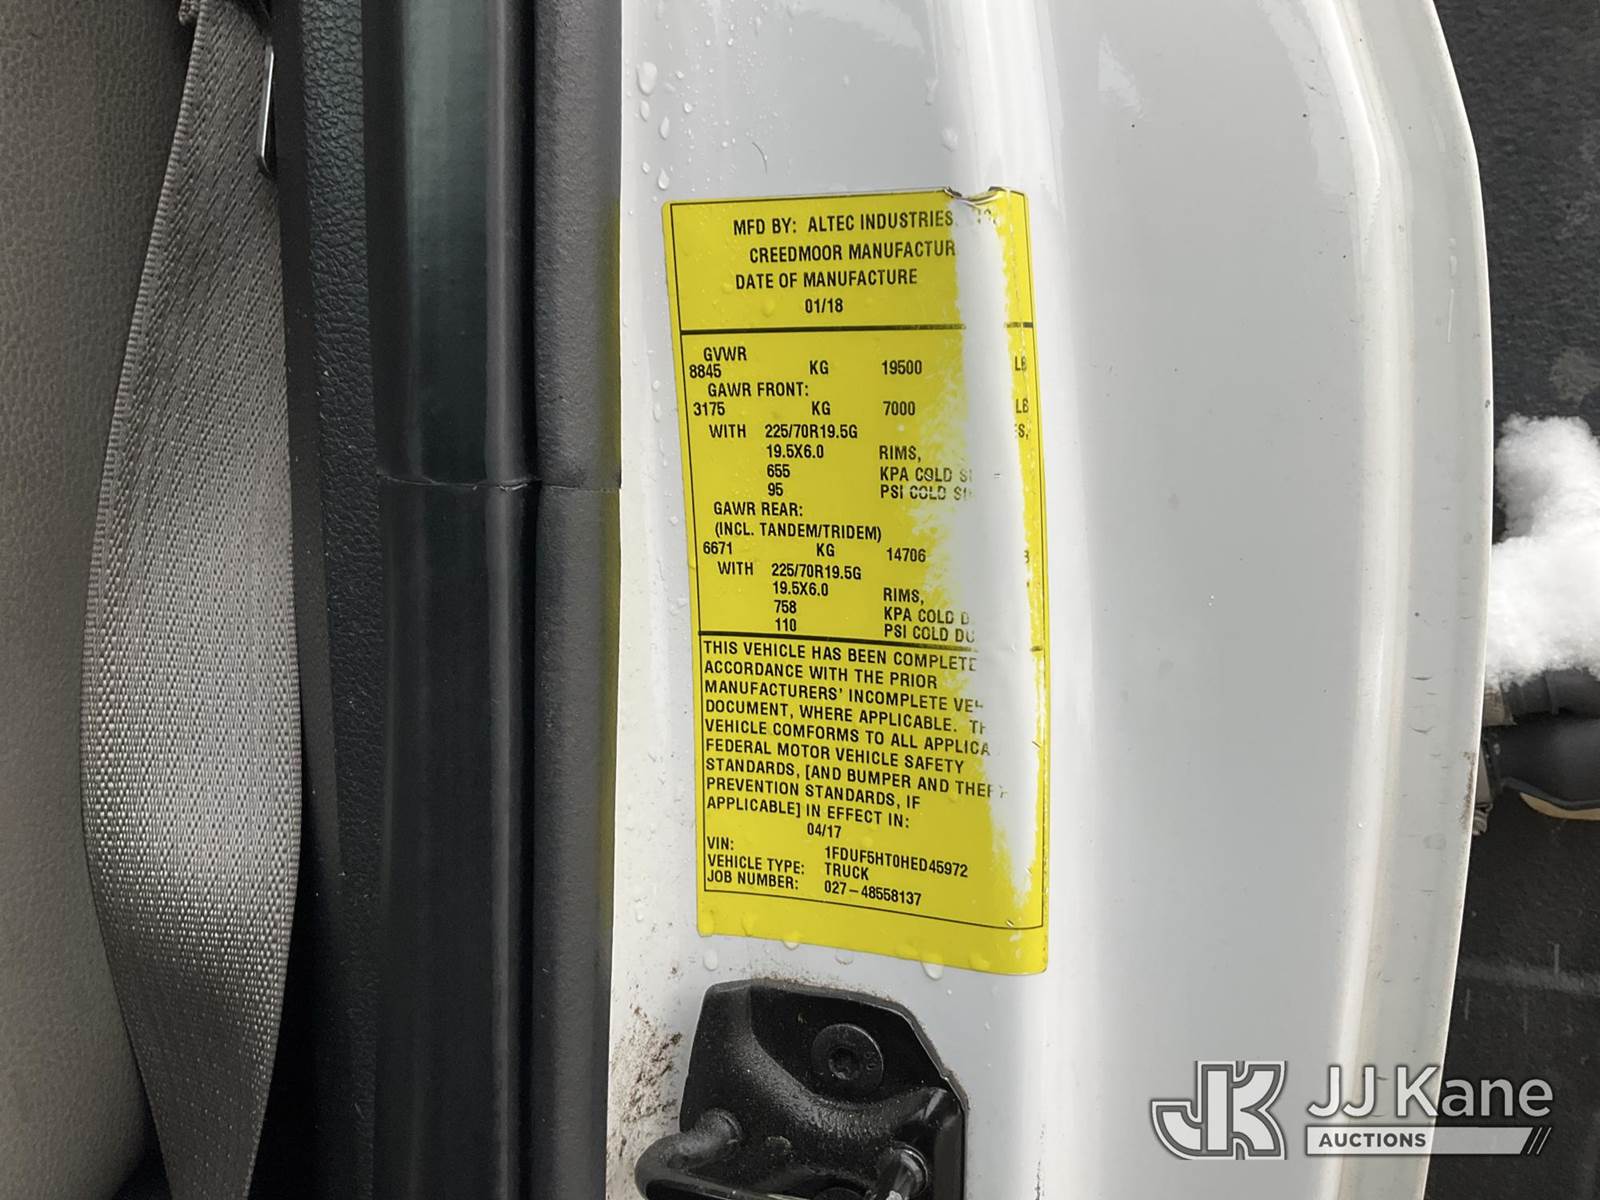 MFD BY: ALTEC INDUSTRIES,
CREEDMOOR MANUFACTUR
DATE OF MANUFACTURE
01/18
GVWR
8845 KG 19500 LB
GAWR FRONT:
3175 KG 7000 LB
WITH 225/70R19.5G
19.5X6.0 RIMS,
655 KPA COLD
95 PSI COLD
GAWR REAR:
(INCL. TANDEM/TRIDEM)
6671 KG 14706
WITH 225/70R19.5G
19.5X6.0 RIMS,
758 KPA COLD
110 PSI COLD
THIS VEHICLE HAS BEEN COMPLETE
ACCORDANCE WITH THE PRIOR
MANUFACTURERS' INCOMPLETE
DOCUMENT, WHERE APPLICABLE.
VEHICLE COMFORMS TO ALL APPLICA
FEDERAL MOTOR VEHICLE SAFETY
STANDARDS, [AND BUMPER AND THEFT
PREVENTION STANDARDS, IF
APPLICABLE] IN EFFECT IN:
04/17
VIN: 1FDUF5HT0HED45972
VEHICLE TYPE: TRUCK
JOB NUMBER: 027-48558137
JK JJ Kane
AUCTIONS